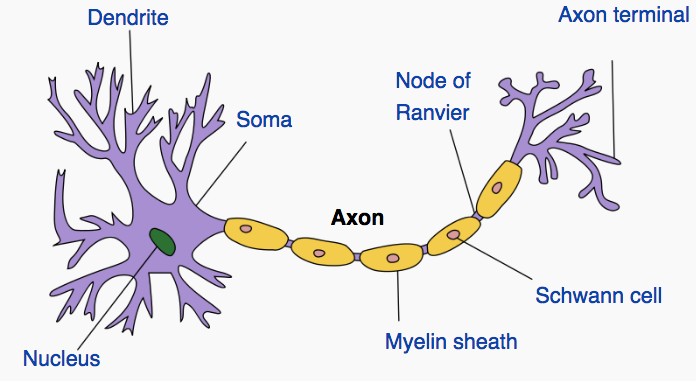 Dendrite
Axon terminal
Node of
Ranvier
Soma
Axon
Schwann cell
Myelin sheath
Nucleus